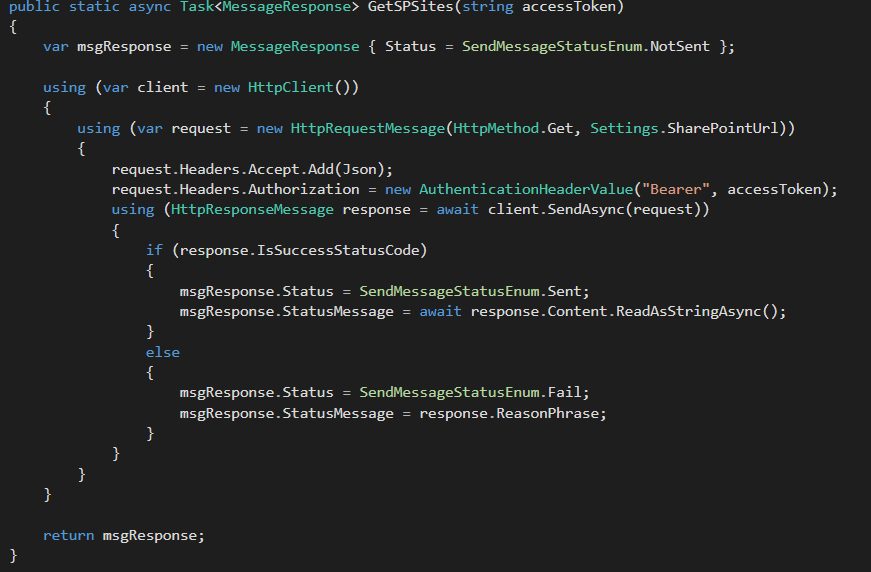 public static async Task<MessageResponse> GetSPSites(string accessToken)
{
    var msgResponse = new MessageResponse { Status = SendMessageStatusEnum.NotSent };

    using (var client = new HttpClient())
    {
        using (var request = new HttpRequestMessage(HttpMethod.Get, Settings.SharePointUrl))
        {
            request.Headers.Accept.Add(Json);
            request.Headers.Authorization = new AuthenticationHeaderValue("Bearer", accessToken);
            using (HttpResponseMessage response = await client.SendAsync(request))
            {
                if (response.IsSuccessStatusCode)
                {
                    msgResponse.Status = SendMessageStatusEnum.Sent;
                    msgResponse.StatusMessage = await response.Content.ReadAsStringAsync();
                }
                else
                {
                    msgResponse.Status = SendMessageStatusEnum.Fail;
                    msgResponse.StatusMessage = response.ReasonPhrase;
                }
            }
        }
    }

    return msgResponse;
}